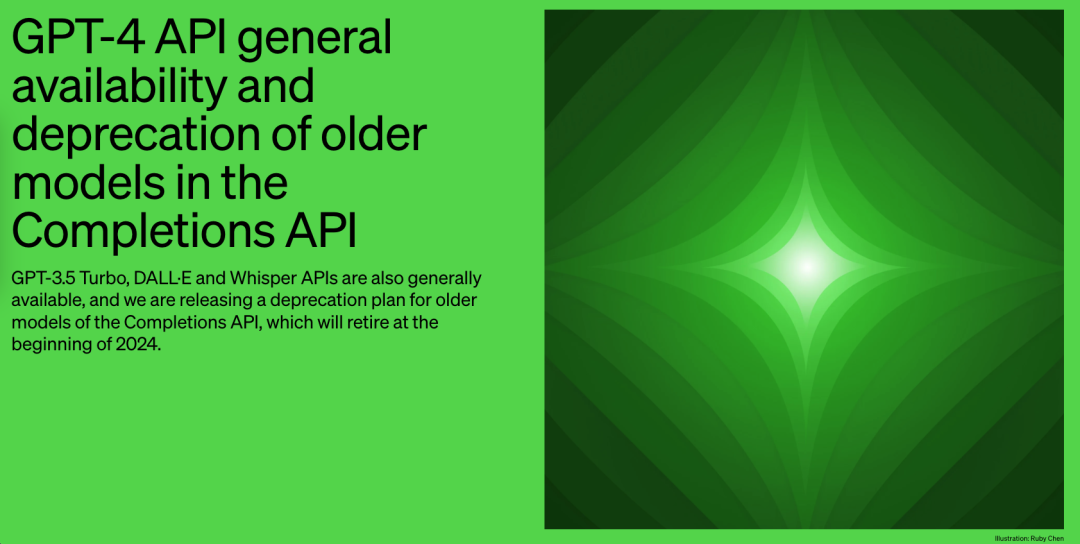 GPT-4 API general
availability and
deprecation of older
models in the
Completions API
GPT-3.5 Turbo, DALL·E and Whisper APIs are also generally
available, and we are releasing a deprecation plan for older
models of the Completions API, which will retire at the
beginning of 2024.
Illustration: Ruby Chen